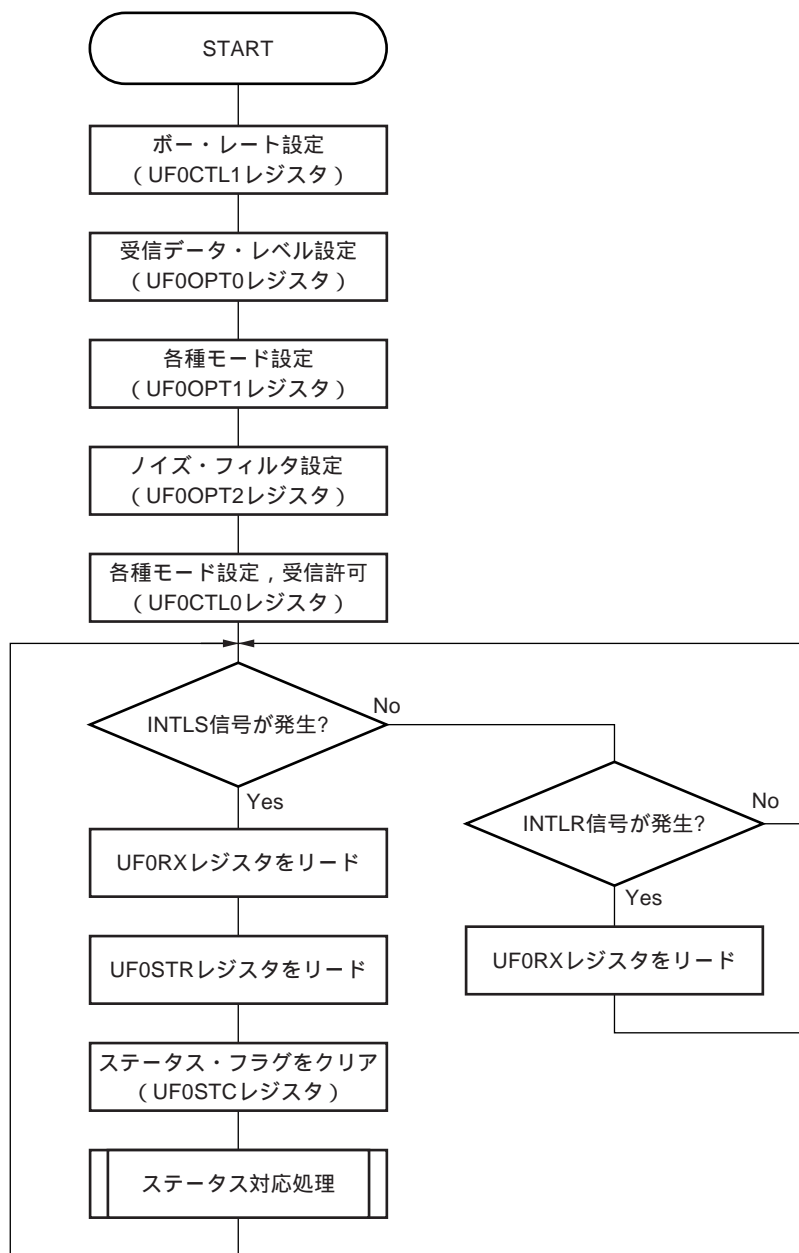 START
ボー・レート設定
（UF0CTL1レジスタ）
受信データ・レベル設定
（UF0OPT0レジスタ）
各種モード設定
（UF0OPT1レジスタ）
ノイズ・フィルタ設定
（UF0OPT2レジスタ）
各種モード設定，受信許可
（UF0CTL0レジスタ）
INTLS信号が発生?
No
Yes
UF0RXレジスタをリード
UF0STRレジスタをリード
ステータス・フラグをクリア
（UF0STCレジスタ）
ステータス対応処理
INTLR信号が発生?
No
Yes
UF0RXレジスタをリード